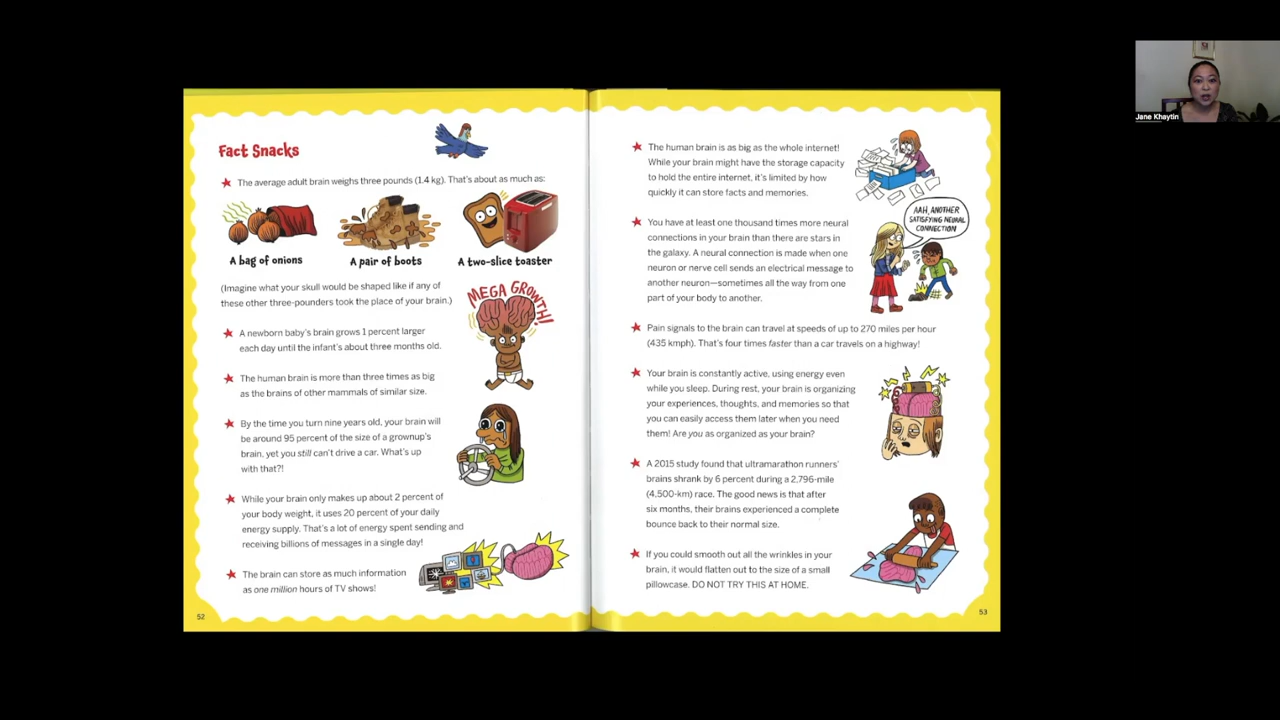 Fact Snacks
The average adult brain weighs three pounds (1.4 kg). That's about as much as:
A bag of onions
A pair of boots
A two-slice toaster
(Imagine what your skull would be shaped like if any of
these other three-pounders took the place of your brain.)
MEGA GROWTH!
A newborn baby's brain grows 1 percent larger
each day until the infant's about three months old.
The human brain is more than three times as big
as the brains of other mammals of similar size.
By the time you turn nine years old, your brain will
be around 95 percent of the size of a grownup's
brain, yet you still can't drive a car. What's up
with that?!
While your brain only makes up about 2 percent of
your body weight, it uses 20 percent of your daily
energy supply. That's a lot of energy spent sending and
receiving billions of messages in a single day!
The brain can store as much information
as one million hours of TV shows!
52
The human brain is as big as the whole internet!
While your brain might have the storage capacity
to hold the entire internet, it's limited by how
quickly it can store facts and memories.
You have at least one thousand times more neural
connections in your brain than there are stars in
the galaxy. A neural connection is made when one
neuron or nerve cell sends an electrical message to
another neuron—sometimes all the way from one
part of your body to another.
AAH, ANOTHER
SATISFYING NEURAL
CONNECTION
Pain signals to the brain can travel at speeds of up to 270 miles per hour
(435 kmph). That's four times faster than a car travels on a highway!
Your brain is constantly active, using energy even
while you sleep. During rest, your brain is organizing
your experiences, thoughts, and memories so that
you can easily access them later when you need
them! Are you as organized as your brain?
A 2015 study found that ultramarathon runners'
brains shrank by 6 percent during a 2,796-mile
(4,500-km) race. The good news is that after
six months, their brains experienced a complete
bounce back to their normal size.
If you could smooth out all the wrinkles in your
brain, it would flatten out to the size of a small
pillowcase. DO NOT TRY THIS AT HOME.
53
Jane Khaytin